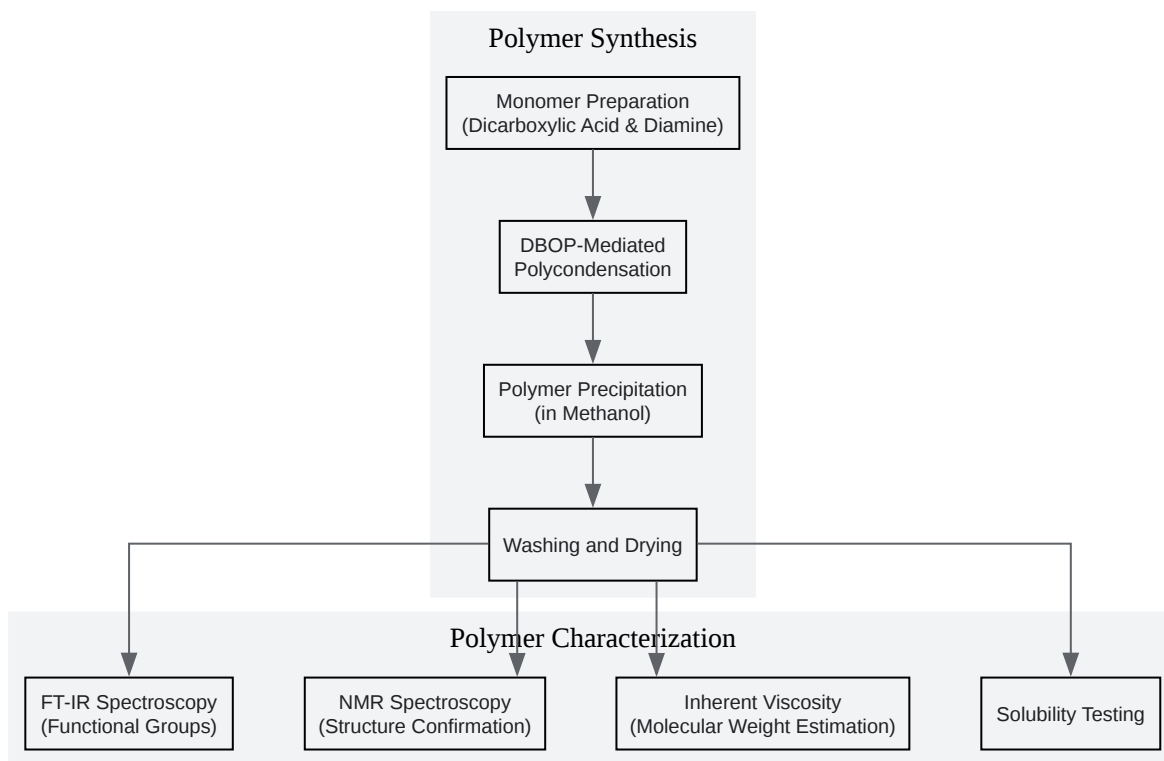 Polymer Synthesis
Monomer Preparation
(Dicarboxylic Acid & Diamine)
DBOP-Mediated
Polycondensation
Polymer Precipitation
(in Methanol)
Washing and Drying
Polymer Characterization
FT-IR Spectroscopy
(Functional Groups)
NMR Spectroscopy
(Structure Confirmation)
Inherent Viscosity
(Molecular Weight Estimation)
Solubility Testing